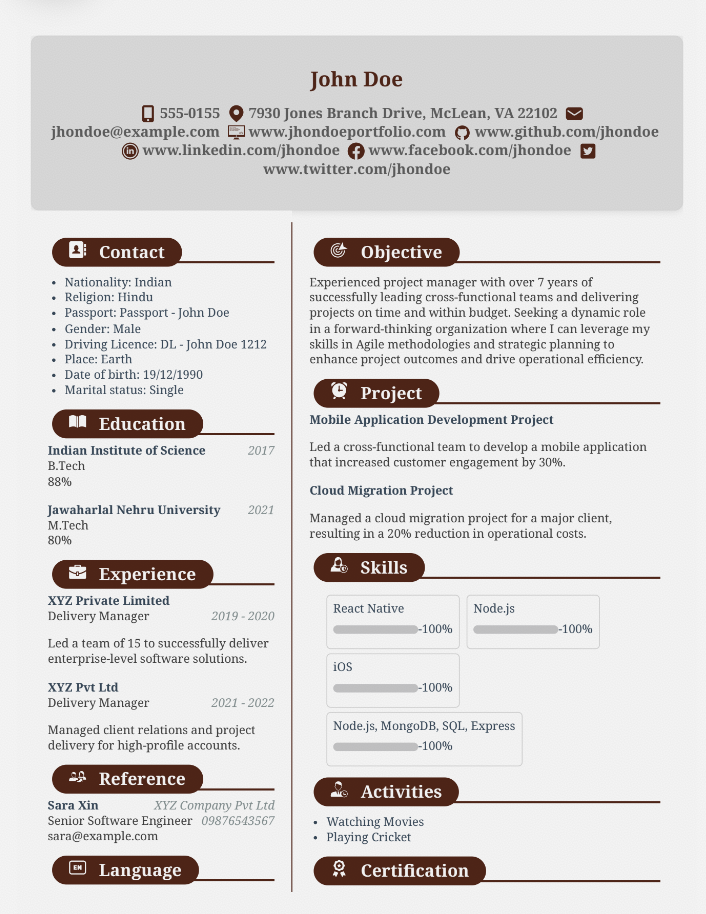 John Doe
555-0155 7930 Jones Branch Drive, McLean, VA 22102
jhondoe@example.com www.jhondoeportfolio.com www.github.com/jhondoe
www.linkedin.com/jhondoe www.facebook.com/jhondoe
www.twitter.com/jhondoe
Contact
• Nationality: Indian
• Religion: Hindu
• Passport: Passport - John Doe
• Gender: Male
• Driving Licence: DL - John Doe 1212
• Place: Earth
• Date of birth: 19/12/1990
• Marital status: Single
Education
Indian Institute of Science 2017
B.Tech
88%
Jawaharlal Nehru University 2021
M.Tech
80%
Experience
XYZ Private Limited
Delivery Manager 2019 - 2020
Led a team of 15 to successfully deliver
enterprise-level software solutions.
XYZ Pvt Ltd
Delivery Manager 2021 - 2022
Managed client relations and project
delivery for high-profile accounts.
Reference
Sara Xin XYZ Company Pvt Ltd
Senior Software Engineer 09876543567
sara@example.com
EN Language
Objective
Experienced project manager with over 7 years of
successfully leading cross-functional teams and delivering
projects on time and within budget. Seeking a dynamic role
in a forward-thinking organization where I can leverage my
skills in Agile methodologies and strategic planning to
enhance project outcomes and drive operational efficiency.
Project
Mobile Application Development Project
Led a cross-functional team to develop a mobile application
that increased customer engagement by 30%.
Cloud Migration Project
Managed a cloud migration project for a major client,
resulting in a 20% reduction in operational costs.
Skills
React Native
-100%
Node.js
-100%
iOS
-100%
Node.js, MongoDB, SQL, Express
-100%
Activities
• Watching Movies
• Playing Cricket
Certification